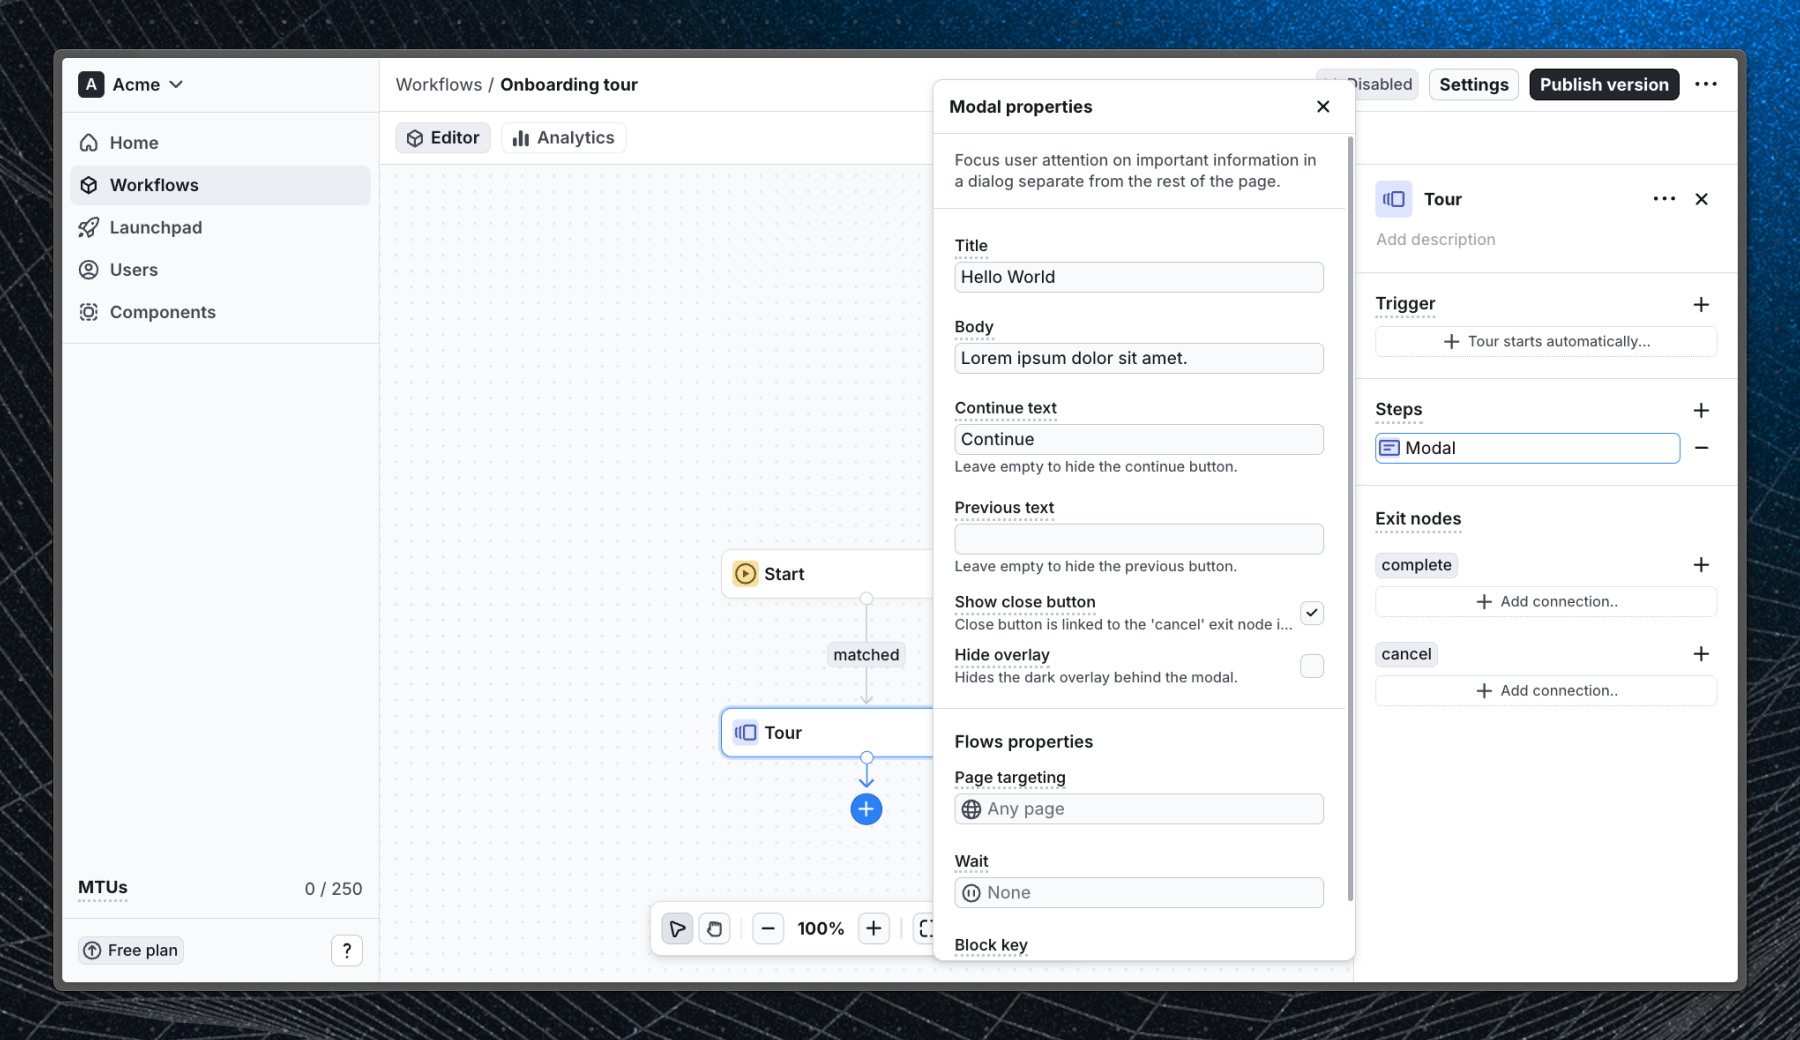 A Acme
Home
Workflows
Launchpad
Users
Components
MTUs 0 / 250
Free plan ?
Workflows / Onboarding tour
Disabled Settings Publish version
Editor Analytics
Start
matched
Tour
100%
Modal properties
Focus user attention on important information in
a dialog separate from the rest of the page.
Title
Hello World
Body
Lorem ipsum dolor sit amet.
Continue text
Continue
Leave empty to hide the continue button.
Previous text
Leave empty to hide the previous button.
Show close button
Close button is linked to the 'cancel' exit node i...
Hide overlay
Hides the dark overlay behind the modal.
Flows properties
Page targeting
Any page
Wait
None
Block key
Tour
Add description
Trigger
Tour starts automatically...
Steps
Modal
Exit nodes
complete
Add connection..
cancel
Add connection..